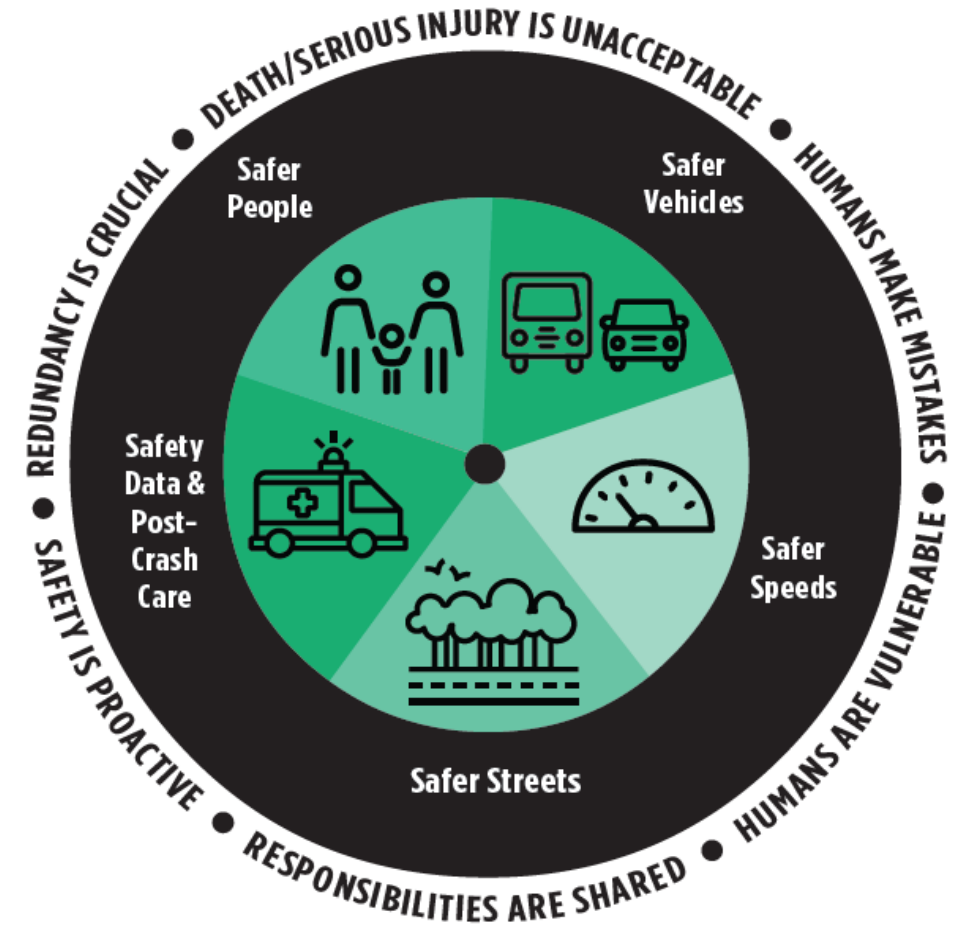 DEATH/SERIOUS INJURY IS UNACCEPTABLE
HUMANS MAKE MISTAKES
HUMANS ARE VULNERABLE
RESPONSIBILITIES ARE SHARED
SAFETY IS PROACTIVE
REDUNDANCY IS CRUCIAL
Safer
People
Safer
Vehicles
Safer
Speeds
Safer Streets
Safety
Data &
Post-
Crash
Care